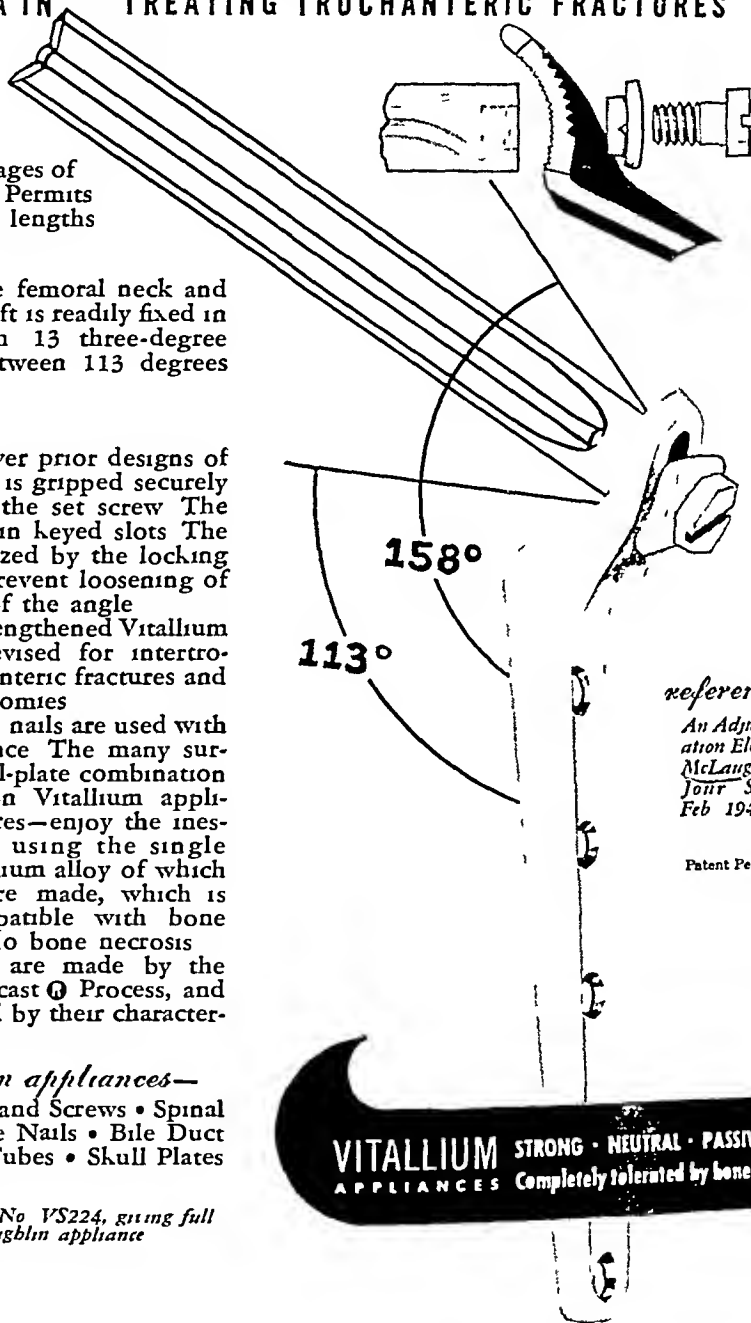 IN TREATING TROCHANTERIC FRACTURES
ages of
Permits
lengths
femoral neck and
ft is readily fixed in
13 three-degree
tween 113 degrees
ver prior designs of
is gripped securely
the set screw The
in keyed slots The
zed by the locking
revent loosening of
f the angle
engthened Vitallium
evised for intertro-
nteric fractures and
omies
nails are used with
nce The many sur-
l-plate combination
n Vitallium appli-
res—enjoy the ines-
using the single
ium alloy of which
re made, which is
patible with bone
No bone necrosis
are made by the
cast ® Process, and
by their character-
n appliances—
and Screws • Spinal
e Nails • Bile Duct
Tubes • Skull Plates
No VS224, giving full
ughlin appliance
158°
113°
referen
An Adju
ation Ele
McLaug
Jour S
Feb 194
Patent Pe
VITALLIUM
APPLIANCES
STRONG · NEUTRAL · PASSIV
Completely tolerated by bone